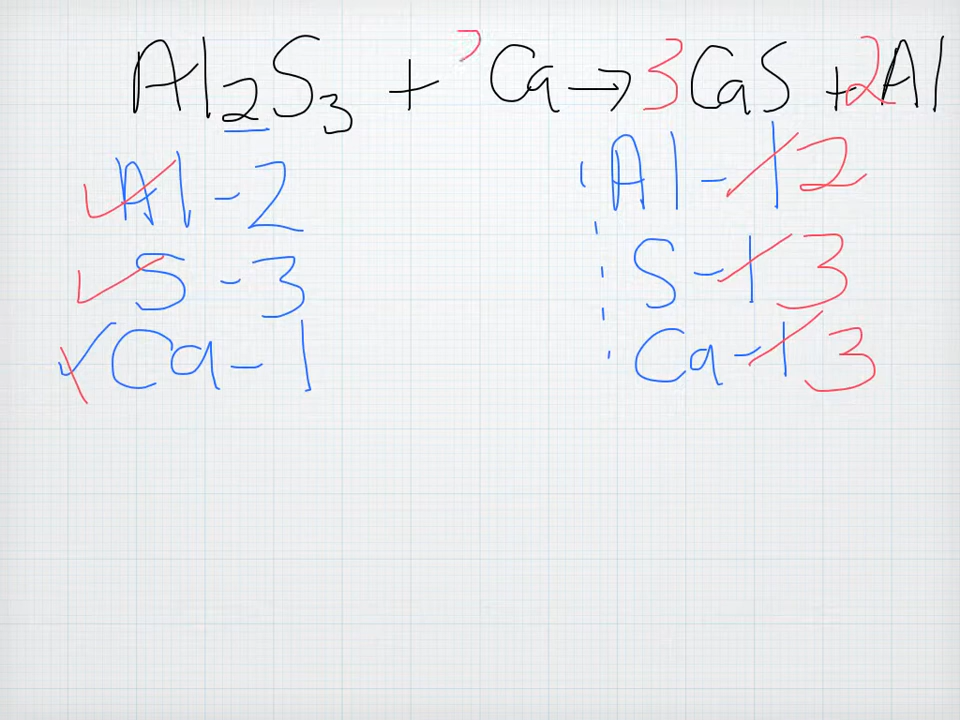 Al₂S₃ + Ca → 3CaS + 2Al
Al - 2 Al - 1 2
S - 3 S - 1 3
Ca - 1 Ca - 1 3